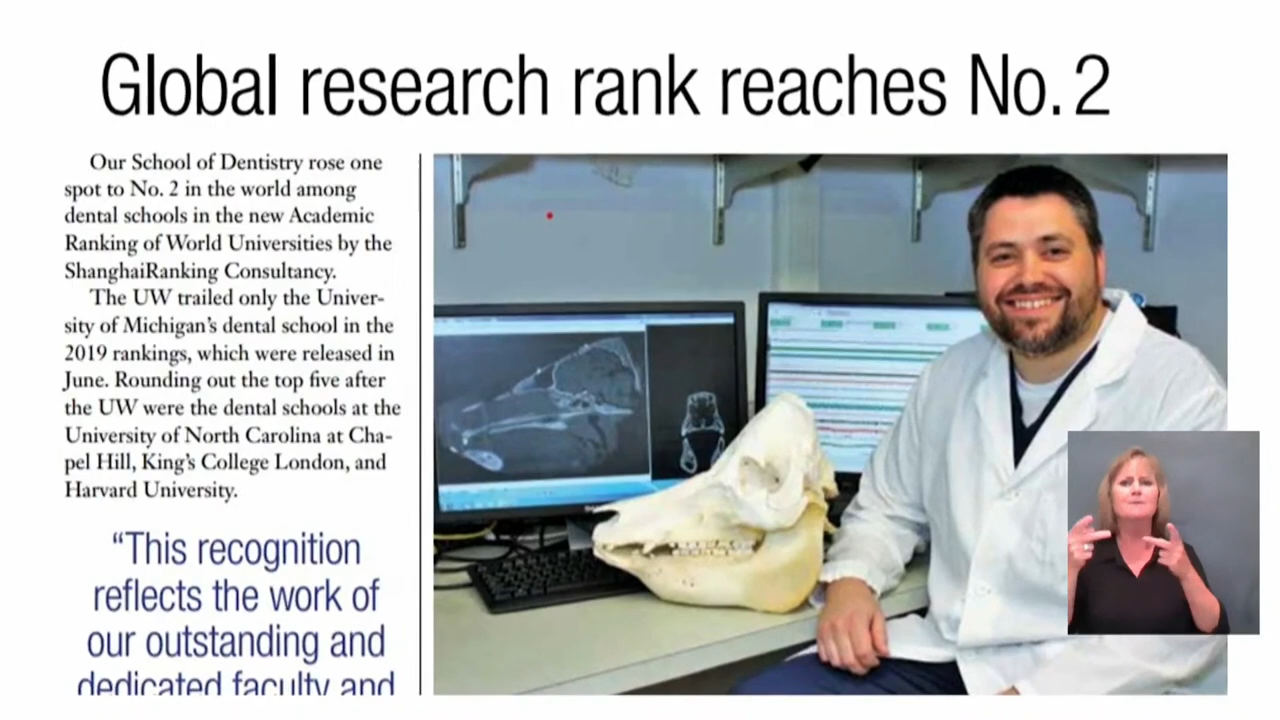 Global research rank reaches No. 2
Our School of Dentistry rose one
spot to No. 2 in the world among
dental schools in the new Academic
Ranking of World Universities by the
ShanghaiRanking Consultancy.
The UW trailed only the Univer-
sity of Michigan's dental school in the
2019 rankings, which were released in
June. Rounding out the top five after
the UW were the dental schools at the
University of North Carolina at Cha-
pel Hill, King's College London, and
Harvard University.
“This recognition
reflects the work of
our outstanding and
dedicated faculty and